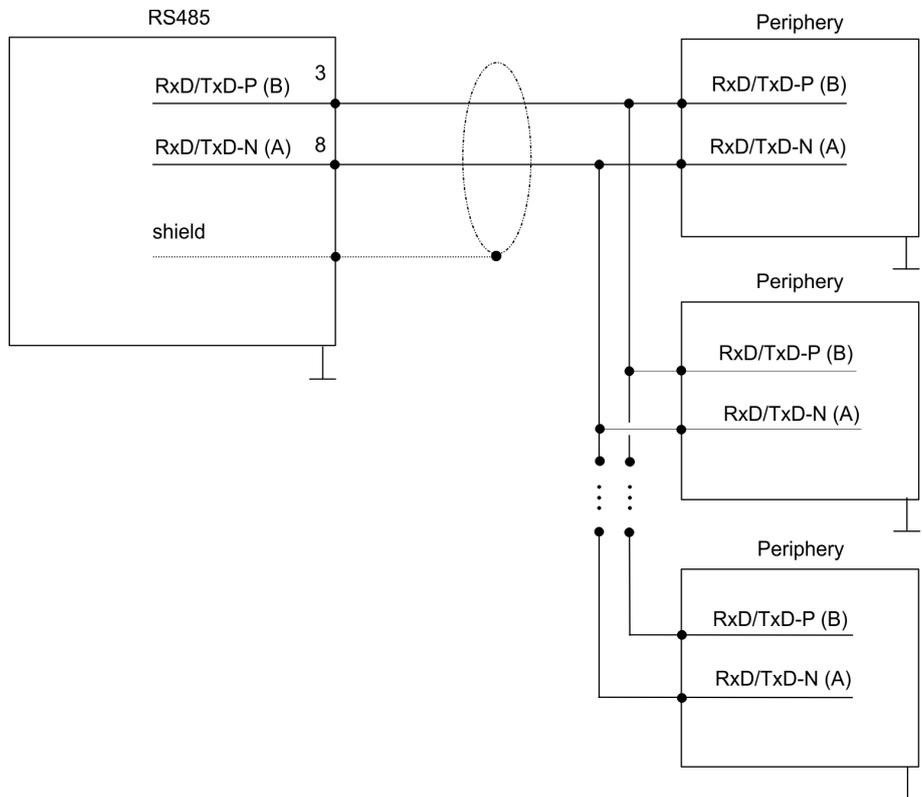 RS485
RxD/TxD-P (B) 3
RxD/TxD-N (A) 8
shield
Periphery
RxD/TxD-P (B)
RxD/TxD-N (A)
Periphery
RxD/TxD-P (B)
RxD/TxD-N (A)
Periphery
RxD/TxD-P (B)
RxD/TxD-N (A)